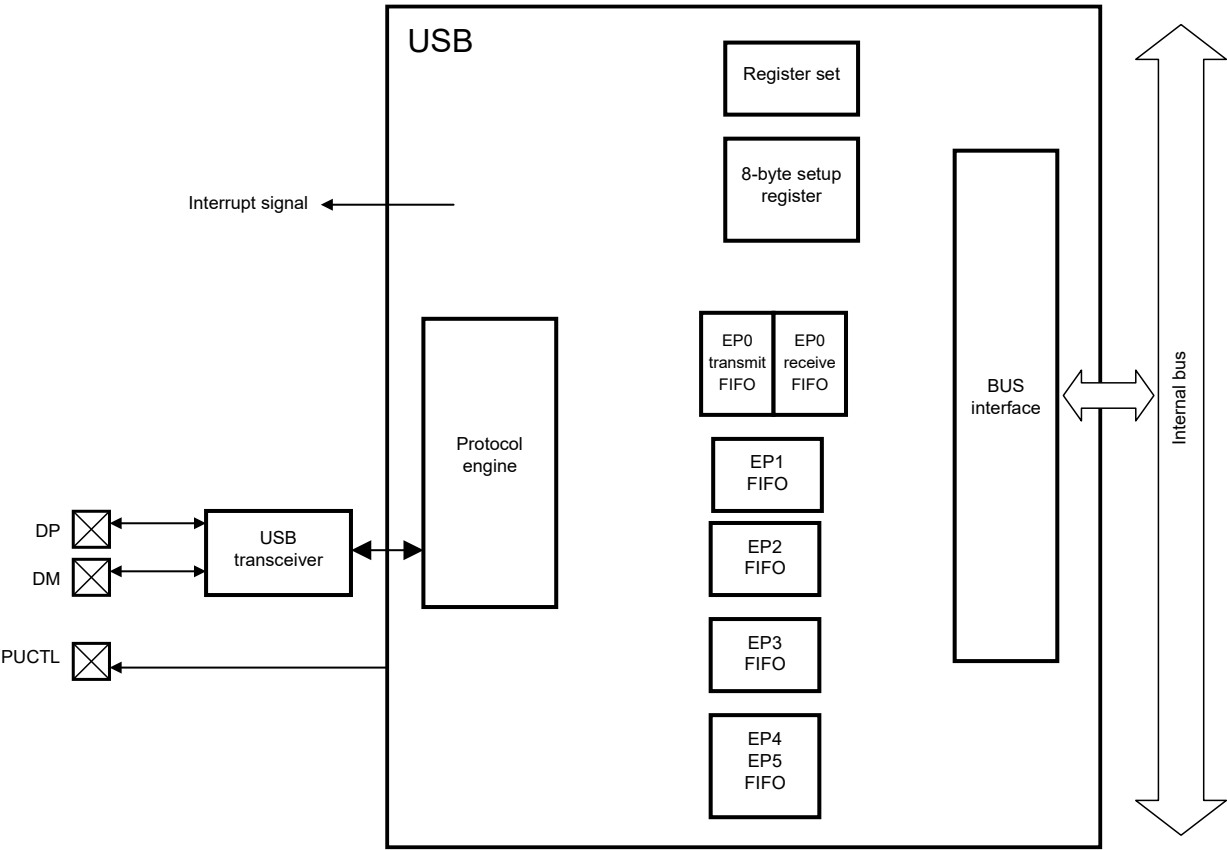 USB
Register set
8-byte setup
register
Interrupt signal
EP0
transmit
FIFO
EP0
receive
FIFO
BUS
interface
Internal bus
Protocol
engine
EP1
FIFO
DP
DM
USB
transceiver
EP2
FIFO
PUCTL
EP3
FIFO
EP4
EP5
FIFO